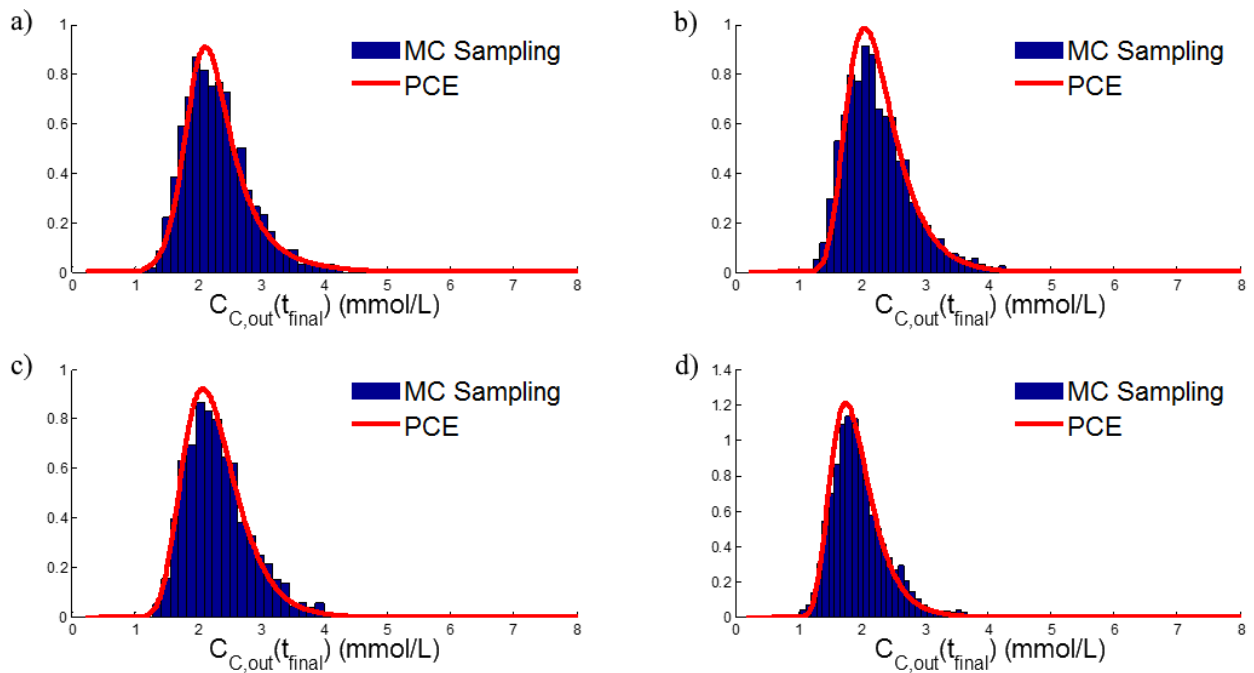 a)
1
0.8
0.6
0.4
0.2
0
0 1 2 3 4 5 6 7 8
MC Sampling
PCE
C_C,out(t_final) (mmol/L)
b)
1
0.8
0.6
0.4
0.2
0
0 1 2 3 4 5 6 7 8
MC Sampling
PCE
C_C,out(t_final) (mmol/L)
c)
1
0.8
0.6
0.4
0.2
0
0 1 2 3 4 5 6 7 8
MC Sampling
PCE
C_C,out(t_final) (mmol/L)
d)
1.4
1.2
1
0.8
0.6
0.4
0.2
0
0 1 2 3 4 5 6 7 8
MC Sampling
PCE
C_C,out(t_final) (mmol/L)